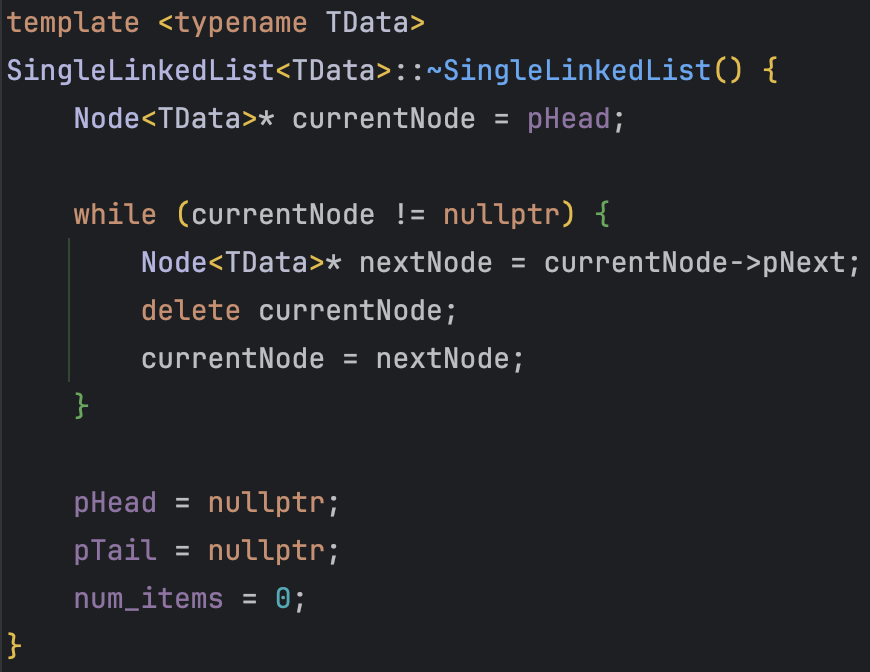 template <typename TData>
SingleLinkedList<TData>::~SingleLinkedList() {
    Node<TData>* currentNode = pHead;

    while (currentNode != nullptr) {
        Node<TData>* nextNode = currentNode->pNext;
        delete currentNode;
        currentNode = nextNode;
    }

    pHead = nullptr;
    pTail = nullptr;
    num_items = 0;
}